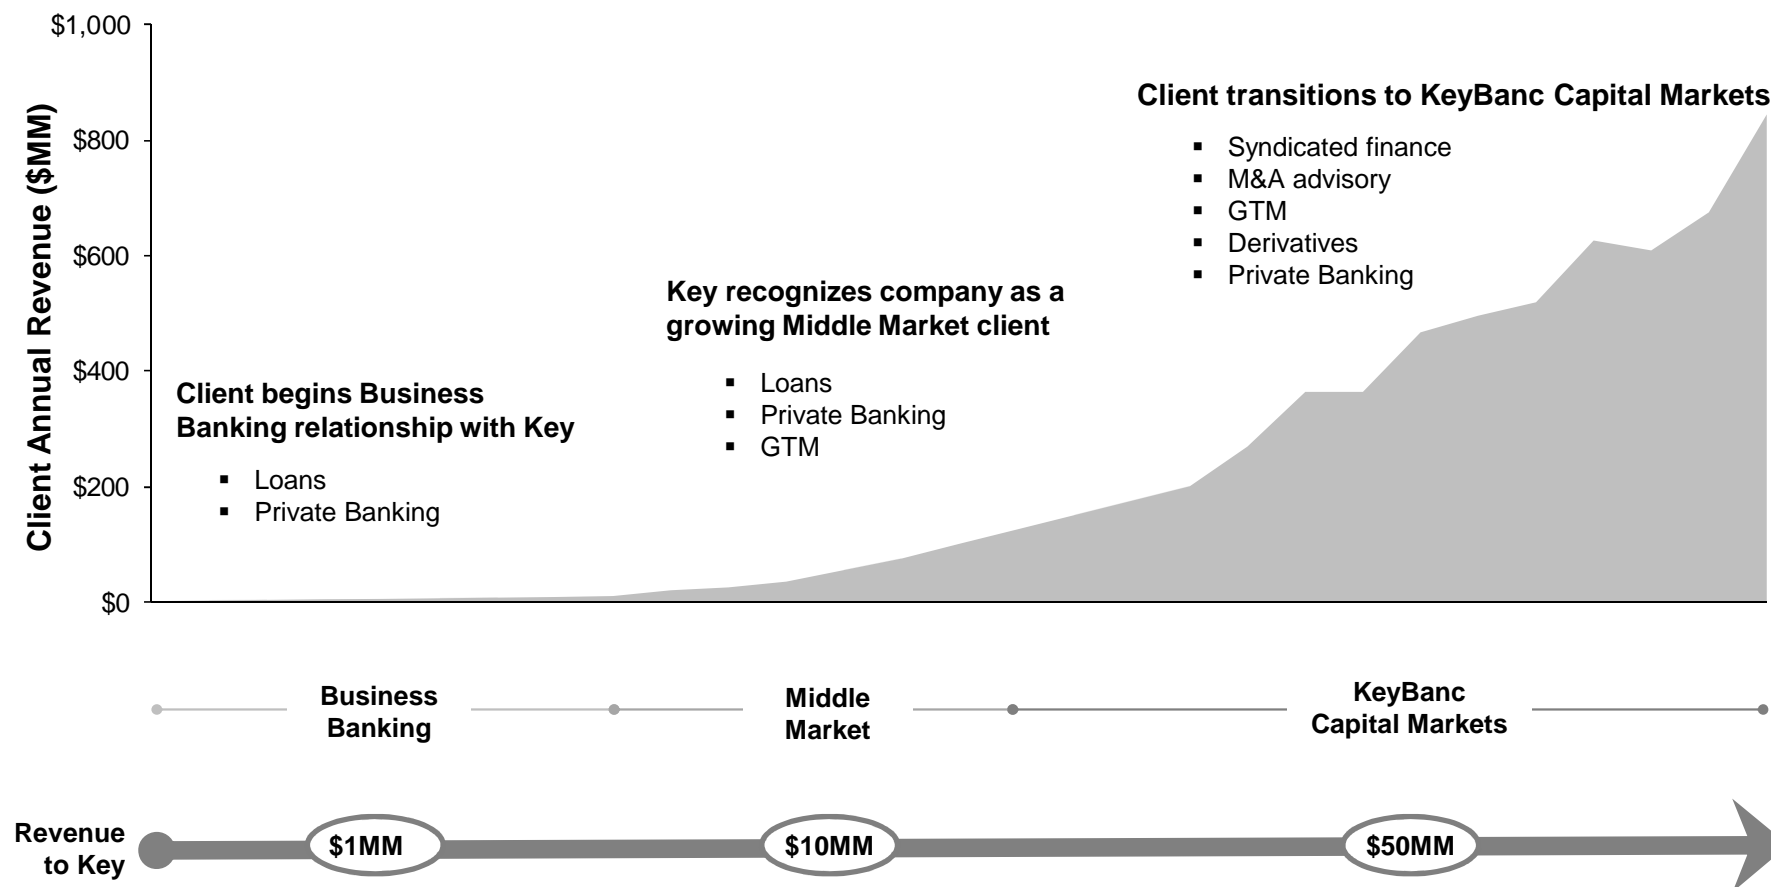 Client Annual Revenue ($MM)
$1,000
$800
$600
$400
$200
$0
Client begins Business
Banking relationship with Key
▪ Loans
▪ Private Banking
Key recognizes company as a
growing Middle Market client
▪ Loans
▪ Private Banking
▪ GTM
Client transitions to KeyBanc Capital Markets
▪ Syndicated finance
▪ M&A advisory
▪ GTM
▪ Derivatives
▪ Private Banking
Business
Banking
Middle
Market
KeyBanc
Capital Markets
Revenue
to Key
$1MM
$10MM
$50MM